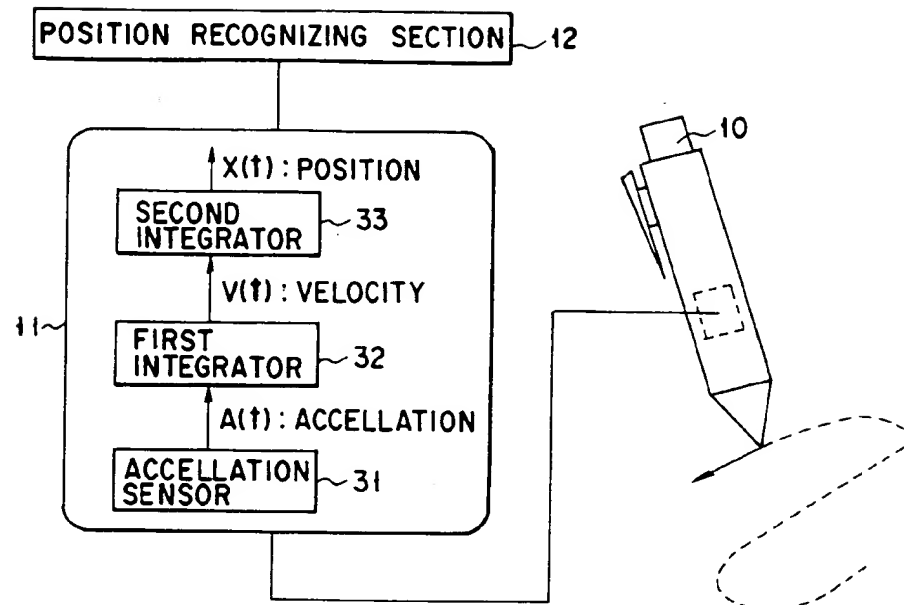 POSITION RECOGNIZING SECTION
12
10
X(t) : POSITION
SECOND
INTEGRATOR
33
V(t) : VELOCITY
11
FIRST
INTEGRATOR
32
A(t) : ACCELLATION
ACCELLATION
SENSOR
31